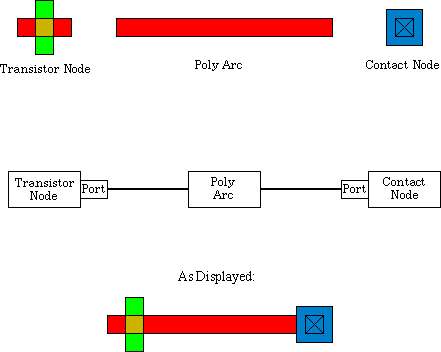 Transistor Node
Poly Arc
Contact Node
Transistor
Node
Port
Poly
Arc
Port
Contact
Node
As Displayed: